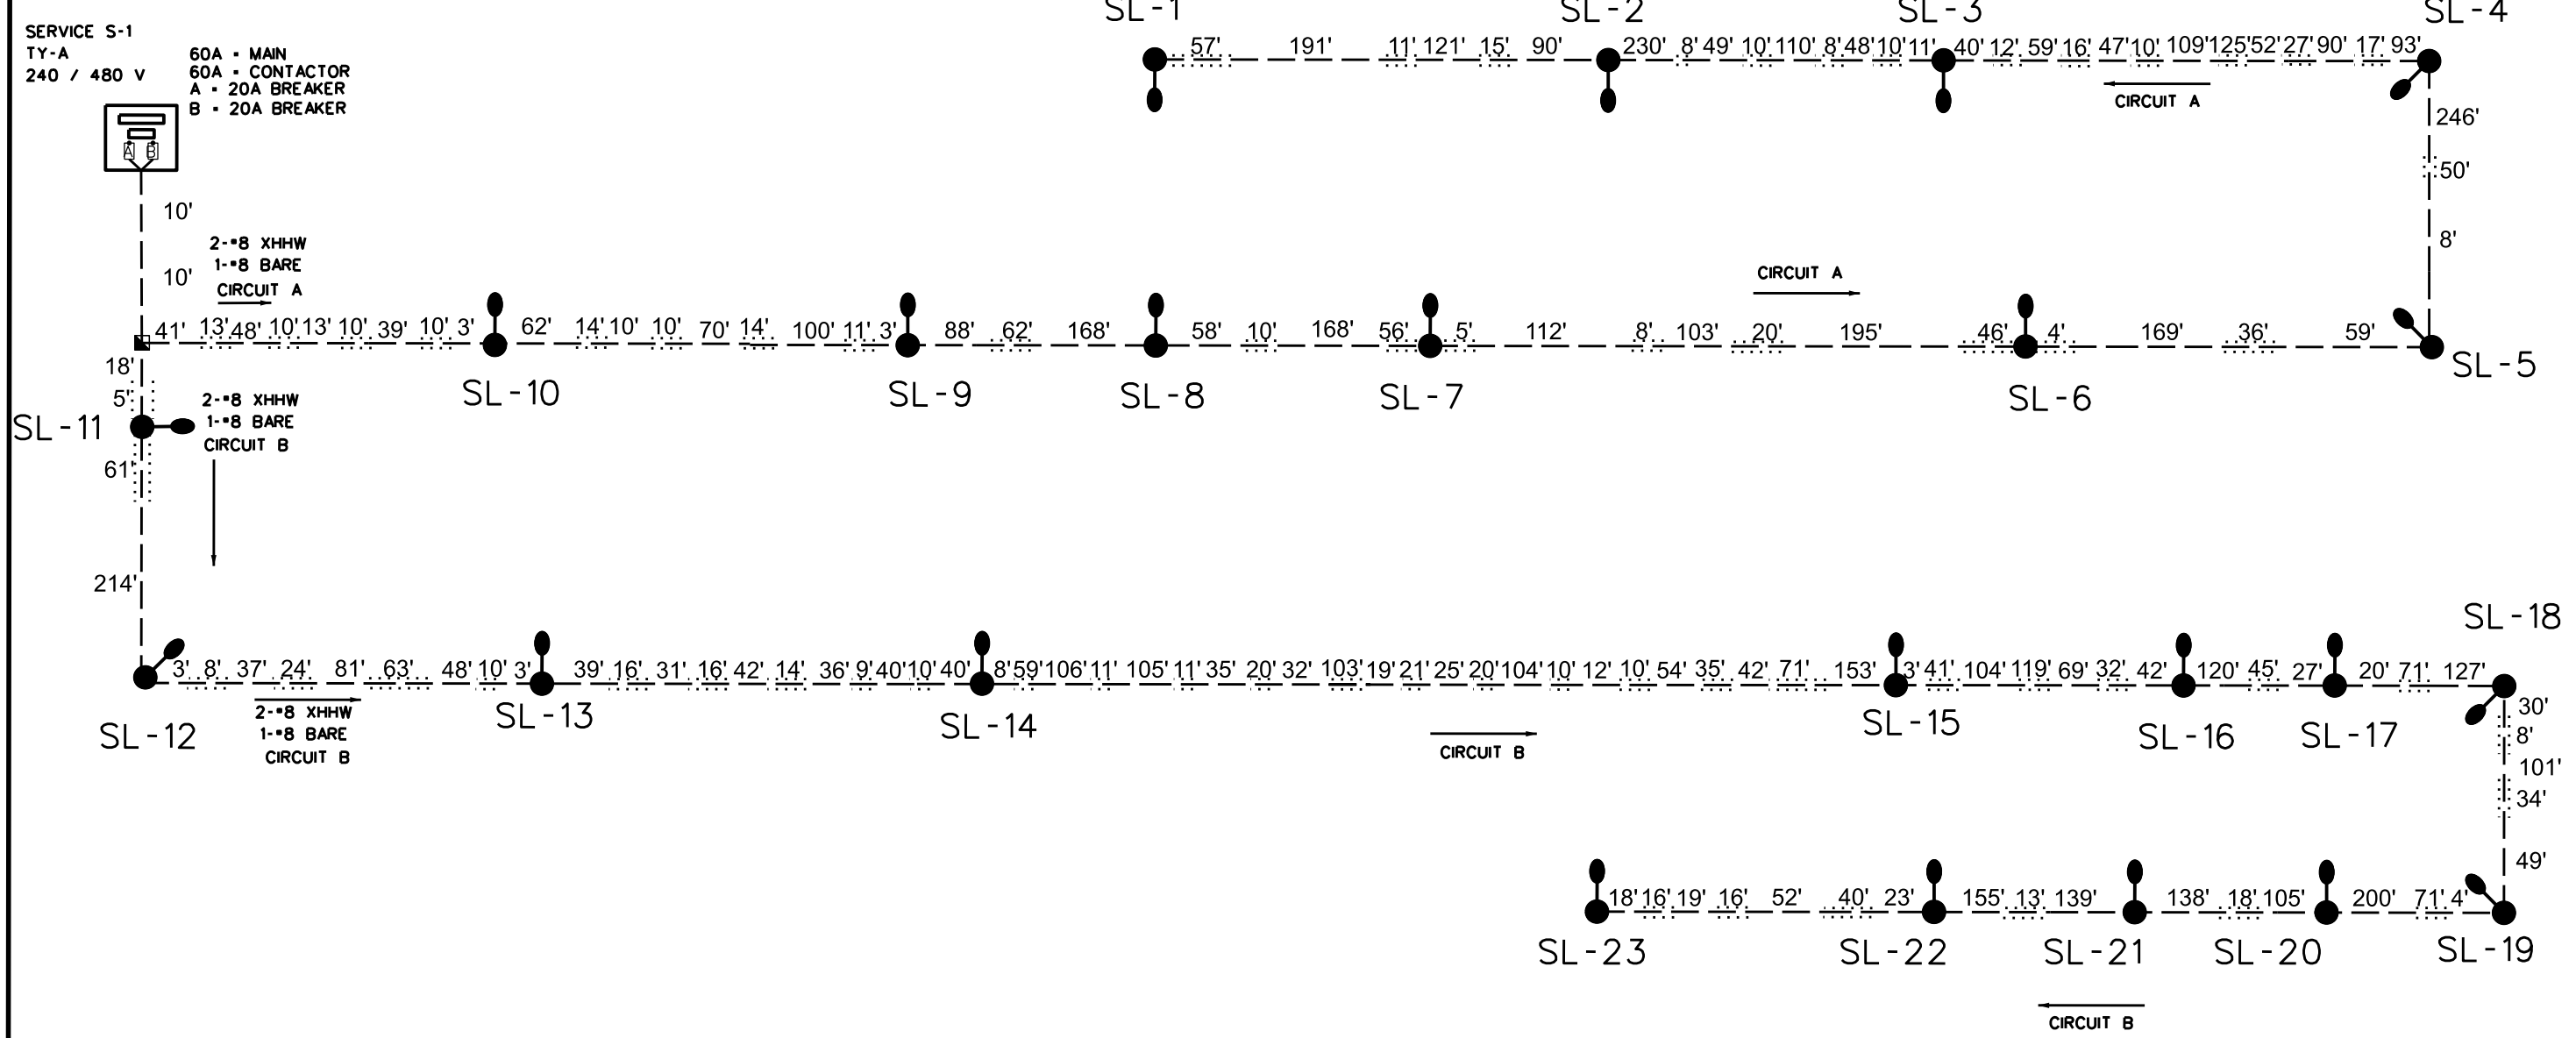 SERVICE S-1
TY-A
240 / 480 V
60A - MAIN
60A - CONTACTOR
A - 20A BREAKER
B - 20A BREAKER
A B
SL-1 SL-2 SL-3 SL-4
57' 191' 11' 121' 15' 90' 230' 8' 49' 10' 110' 8' 48' 10' 11' 40' 12' 59' 16' 47' 10' 109' 125' 52' 27' 90' 17' 93'
CIRCUIT A
246'
50'
8'
10'
10'
2-#8 XHHW
1-#8 BARE
CIRCUIT A
CIRCUIT A
41' 13' 48' 10' 13' 10' 39' 10' 3' 62' 14' 10' 10' 70' 14' 100' 11' 3' 88' 62' 168' 58' 10' 168' 56' 5' 112' 8' 103' 20' 195' 46' 4' 169' 36' 59'
SL-10 SL-9 SL-8 SL-7 SL-6 SL-5
18'
5'
SL-11
2-#8 XHHW
1-#8 BARE
CIRCUIT B
61'
214'
SL-18
3' 8' 37' 24' 81' 63' 48' 10' 3' 39' 16' 31' 16' 42' 14' 36' 9' 40' 10' 40' 8' 59' 106' 11' 105' 11' 35' 20' 32' 103' 19' 21' 25' 20' 104' 10' 12' 10' 54' 35' 42' 71' 153' 3' 41' 104' 119' 69' 32' 42' 120' 45' 27' 20' 71' 127'
SL-12 SL-13 SL-14 SL-15 SL-16 SL-17
2-#8 XHHW
1-#8 BARE
CIRCUIT B
CIRCUIT B
30'
8'
101'
34'
49'
18' 16' 19' 16' 52' 40' 23' 155' 13' 139' 138' 18' 105' 200' 71' 4'
SL-23 SL-22 SL-21 SL-20 SL-19
CIRCUIT B